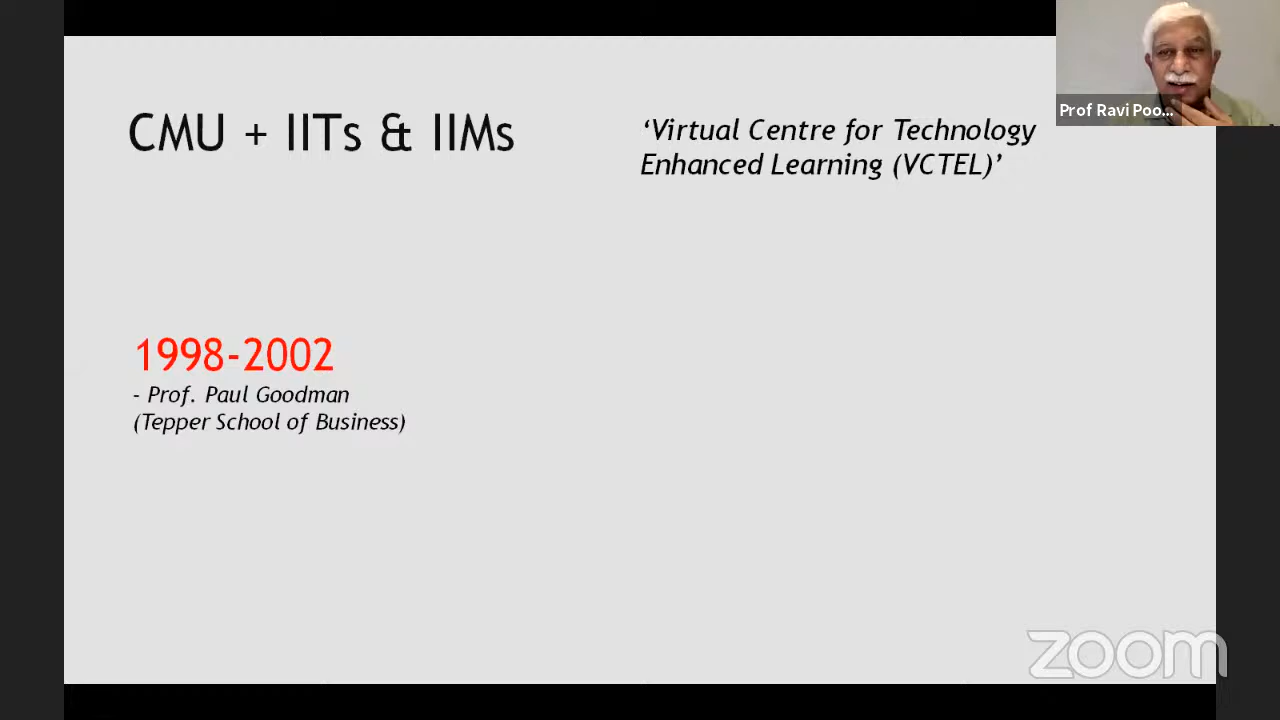 CMU + IITs & IIMs
‘Virtual Centre for Technology
Enhanced Learning (VCTEL)’
Prof Ravi Poo...
1998-2002
- Prof. Paul Goodman
(Tepper School of Business)
zoom